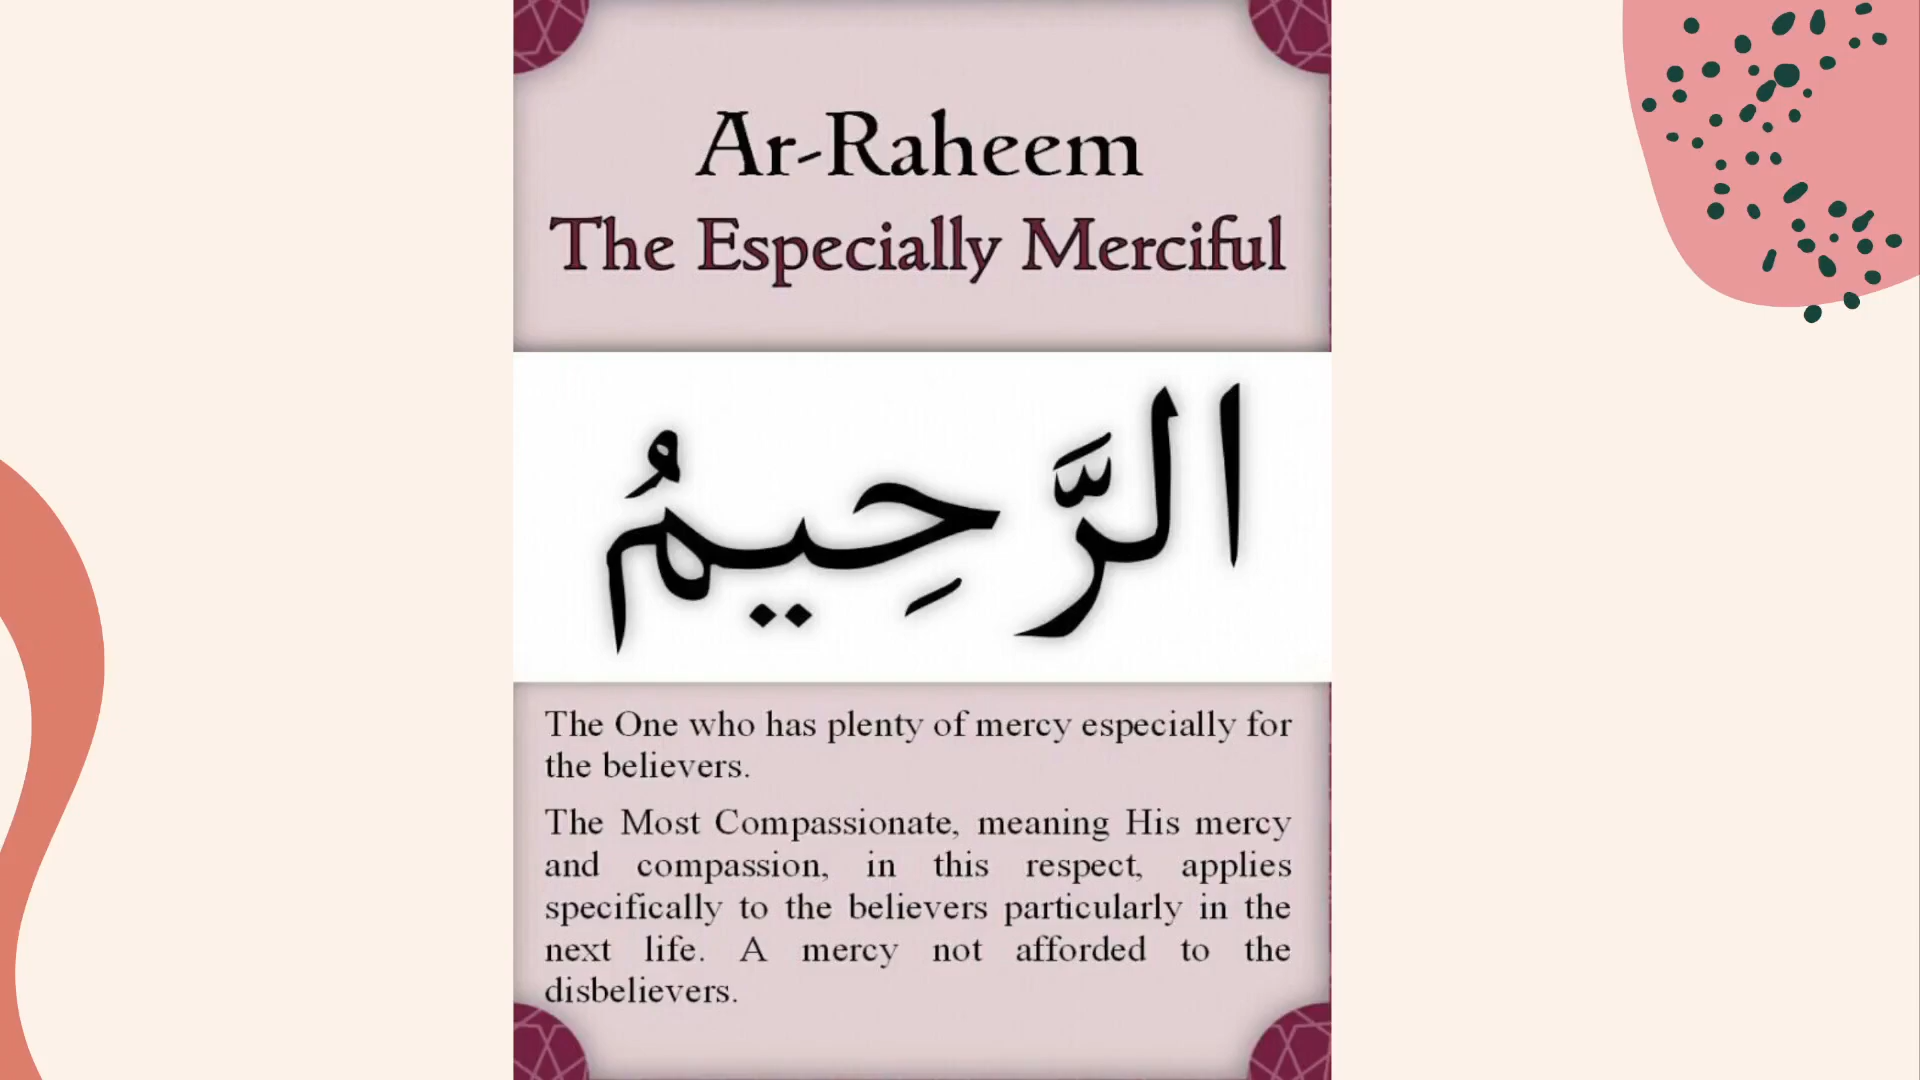 Ar-Raheem
The Especially Merciful
الرَّحِيمُ
The One who has plenty of mercy especially for
the believers.
The Most Compassionate, meaning His mercy
and compassion, in this respect, applies
specifically to the believers particularly in the
next life. A mercy not afforded to the
disbelievers.